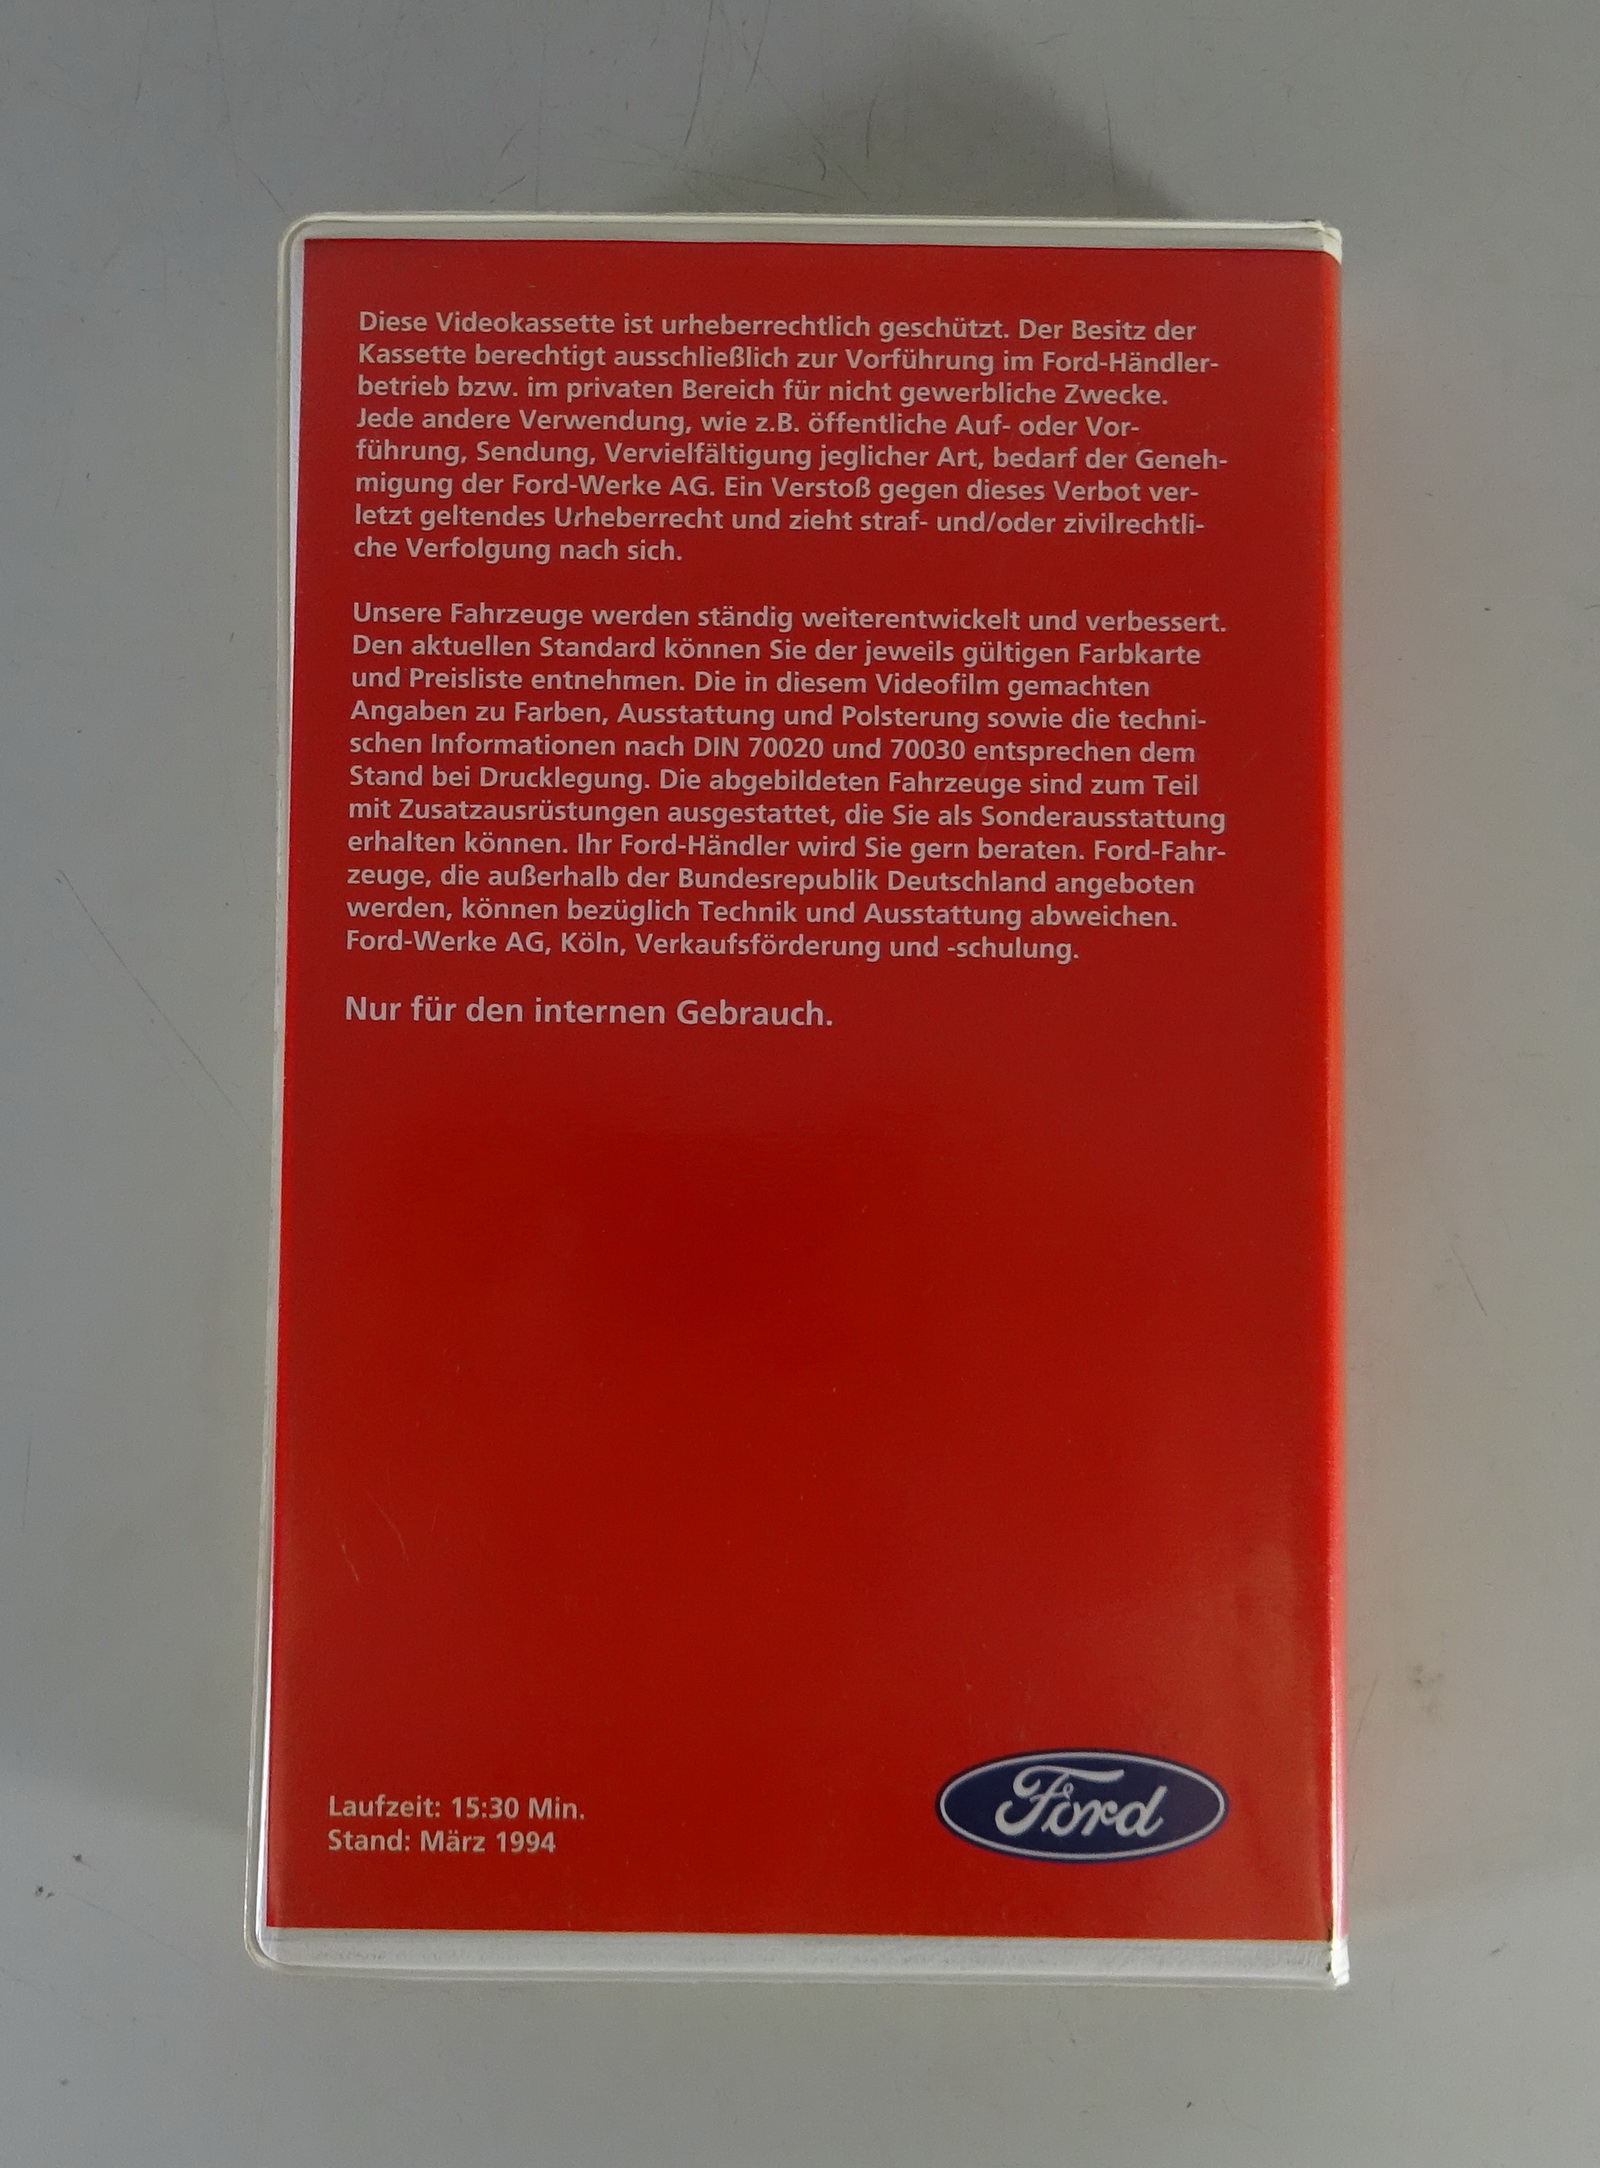 Diese Videokassette ist urheberrechtlich geschützt. Der Besitz der
Kassette berechtigt ausschließlich zur Vorführung im Ford-Händler-
betrieb bzw. im privaten Bereich für nicht gewerbliche Zwecke.
Jede andere Verwendung, wie z.B. öffentliche Auf- oder Vor-
führung, Sendung, Vervielfältigung jeglicher Art, bedarf der Geneh-
migung der Ford-Werke AG. Ein Verstoß gegen dieses Verbot ver-
letzt geltendes Urheberrecht und zieht straf- und/oder zivilrechtli-
che Verfolgung nach sich.
Unsere Fahrzeuge werden ständig weiterentwickelt und verbessert.
Den aktuellen Standard können Sie der jeweils gültigen Farbkarte
und Preisliste entnehmen. Die in diesem Videofilm gemachten
Angaben zu Farben, Ausstattung und Polsterung sowie die techni-
schen Informationen nach DIN 70020 und 70030 entsprechen dem
Stand bei Drucklegung. Die abgebildeten Fahrzeuge sind zum Teil
mit Zusatzausrüstungen ausgestattet, die Sie als Sonderausstattung
erhalten können. Ihr Ford-Händler wird Sie gern beraten. Ford-Fahr-
zeuge, die außerhalb der Bundesrepublik Deutschland angeboten
werden, können bezüglich Technik und Ausstattung abweichen.
Ford-Werke AG, Köln, Verkaufsförderung und -schulung.
Nur für den internen Gebrauch.
Laufzeit: 15:30 Min.
Stand: März 1994
Ford